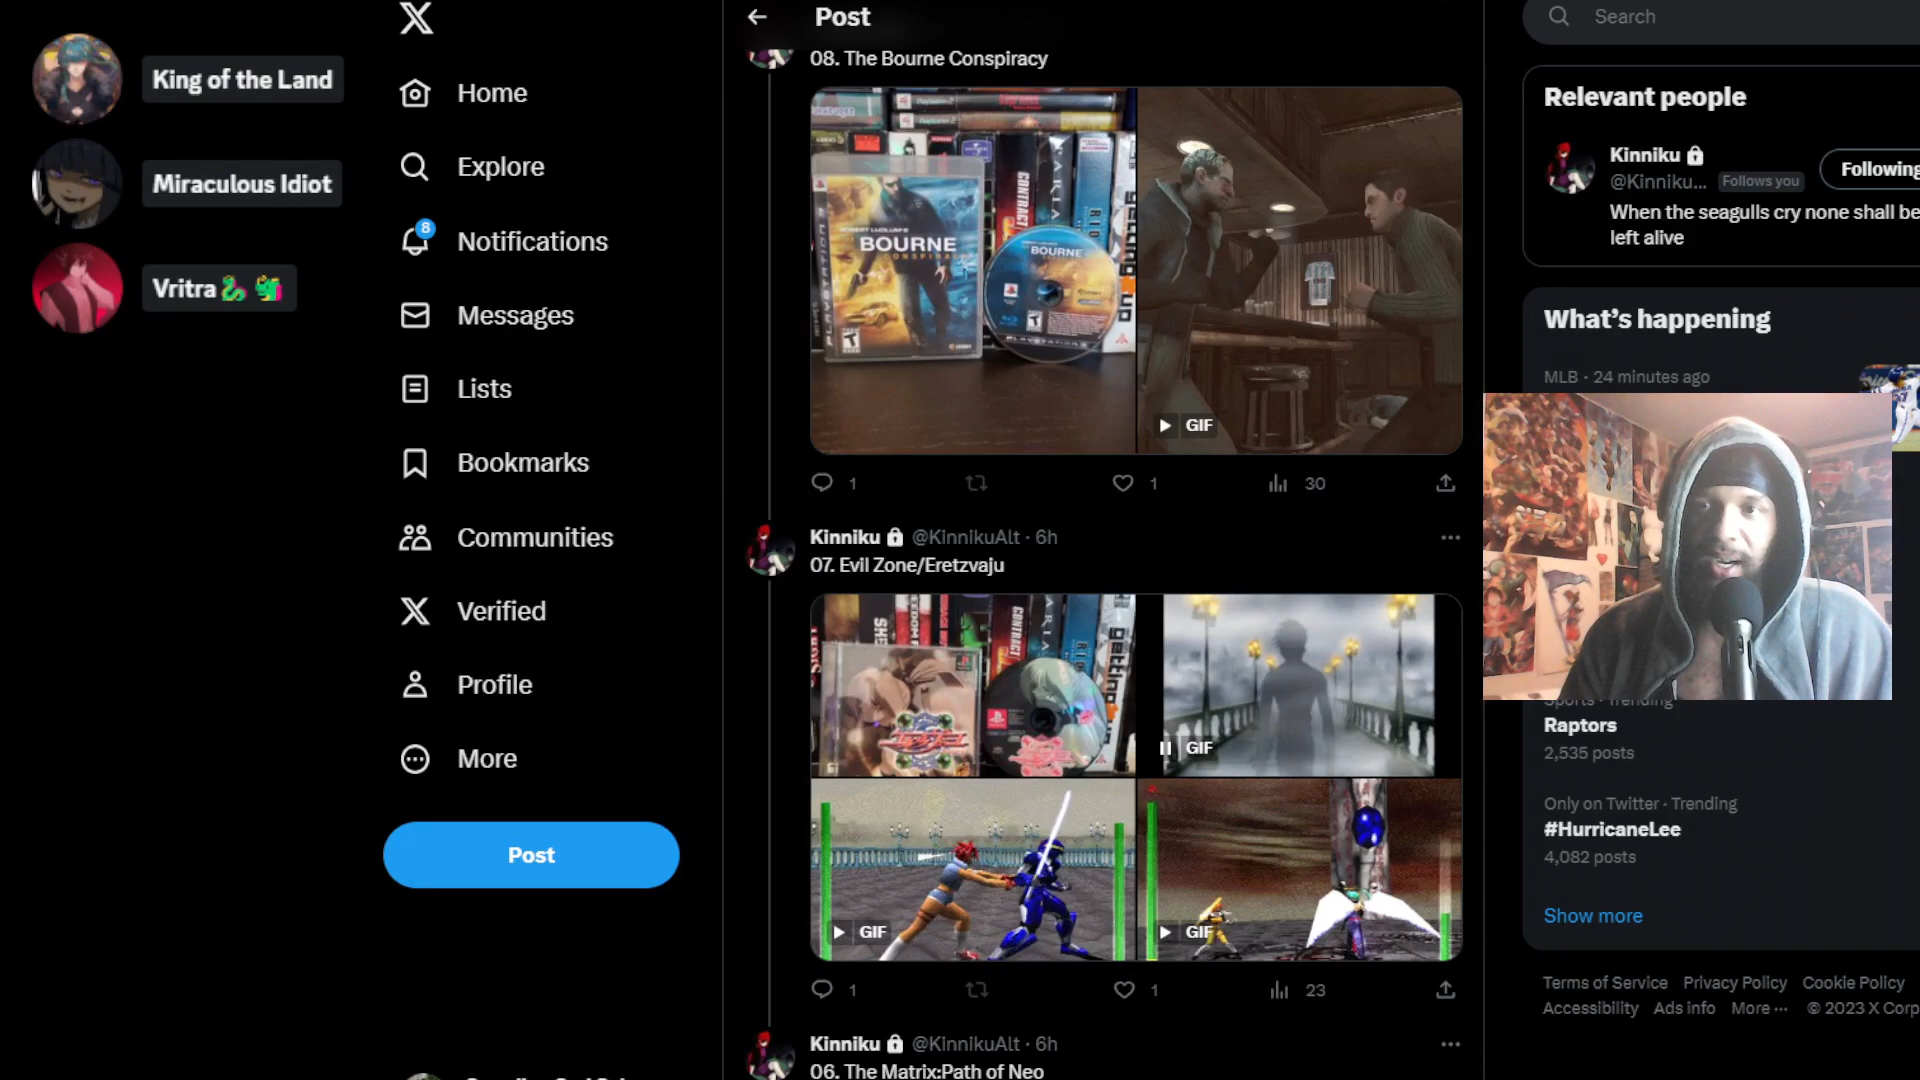 King of the Land
Miraculous Idiot
Vritra🐉 🐲
Home
Explore
8
Notifications
Messages
Lists
Bookmarks
Communities
Verified
Profile
More
Post
Post
08. The Bourne Conspiracy
BOURNE
BOURNE
CONTRACT
GIF
1
1
30
Kinniku @KinnikuAlt · 6h
07. Evil Zone/Eretzvaju
CONTRACT
GIF
GIF
GIF
1
1
23
Kinniku @KinnikuAlt · 6h
06. The Matrix:Path of Neo
Search
Relevant people
Kinniku
@Kinniku... Follows you
Following
When the seagulls cry none shall be
left alive
What's happening
MLB · 24 minutes ago
Sports · Trending
Raptors
2,535 posts
Only on Twitter · Trending
#HurricaneLee
4,082 posts
Show more
Terms of Service Privacy Policy Cookie Policy
Accessibility Ads info More ··· © 2023 X Corp